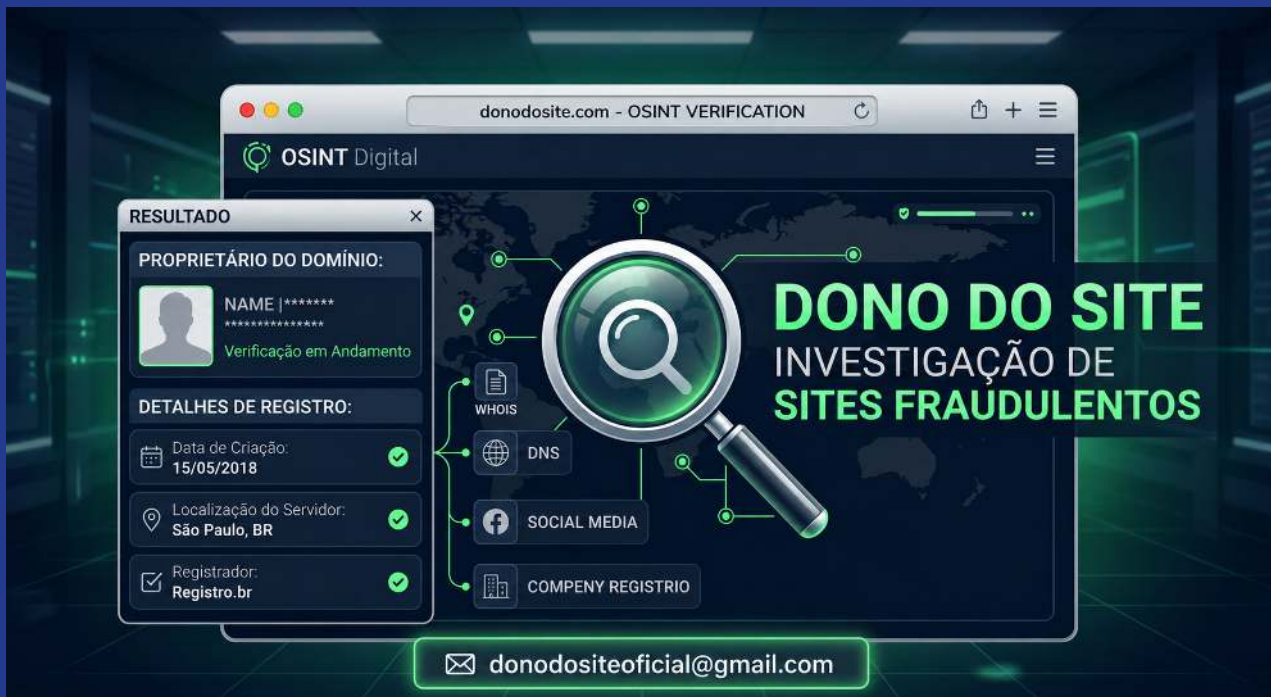 donodosite.com - OSINT VERIFICATION
OSINT Digital
RESULTADO
PROPRIETÁRIO DO DOMÍNIO:
NAME |*******
***************
Verificação em Andamento
DETALHES DE REGISTRO:
Data de Criação:
15/05/2018
Localização do Servidor:
São Paulo, BR
Registrador:
Registro.br
WHOIS
DNS
SOCIAL MEDIA
COMPENY REGISTRIO
DONO DO SITE
INVESTIGAÇÃO DE
SITES FRAUDULENTOS
donodositeoficial@gmail.com